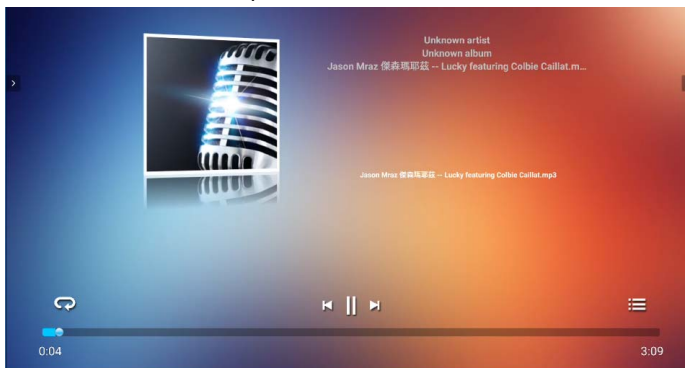 Unknown artist
Unknown album
Jason Mraz 傑森瑪耶茲 -- Lucky featuring Colbie Caillat.m...
Jason Mraz 傑森瑪耶茲 -- Lucky featuring Colbie Caillat.mp3
0:04
3:09